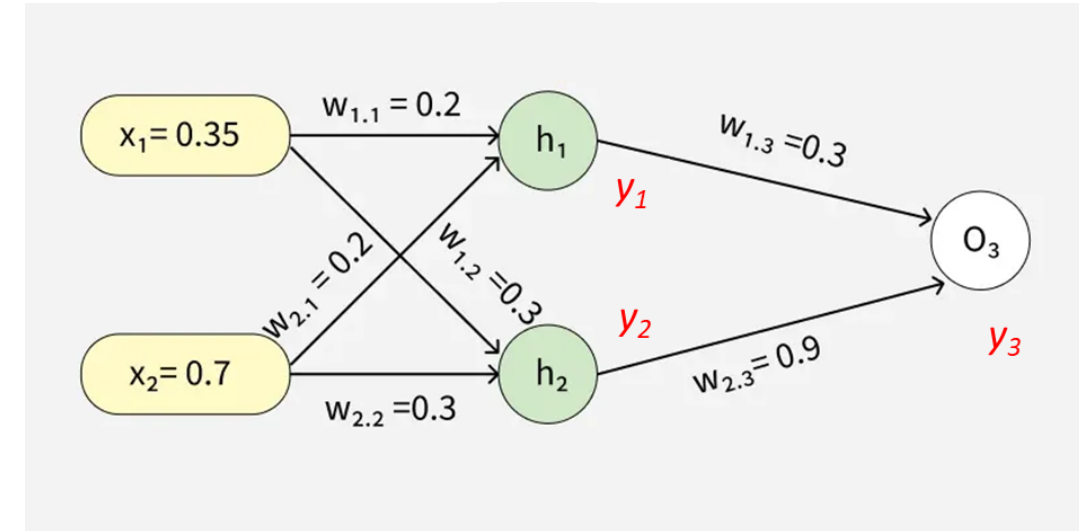 w₁.₁ = 0.2
x₁= 0.35
h₁
w₁.₃ =0.3
y₁
O₃
w₂.₁ = 0.2
w₁.₂ =0.3
y₂
y₃
x₂= 0.7
h₂
w₂.₃= 0.9
w₂.₂ =0.3